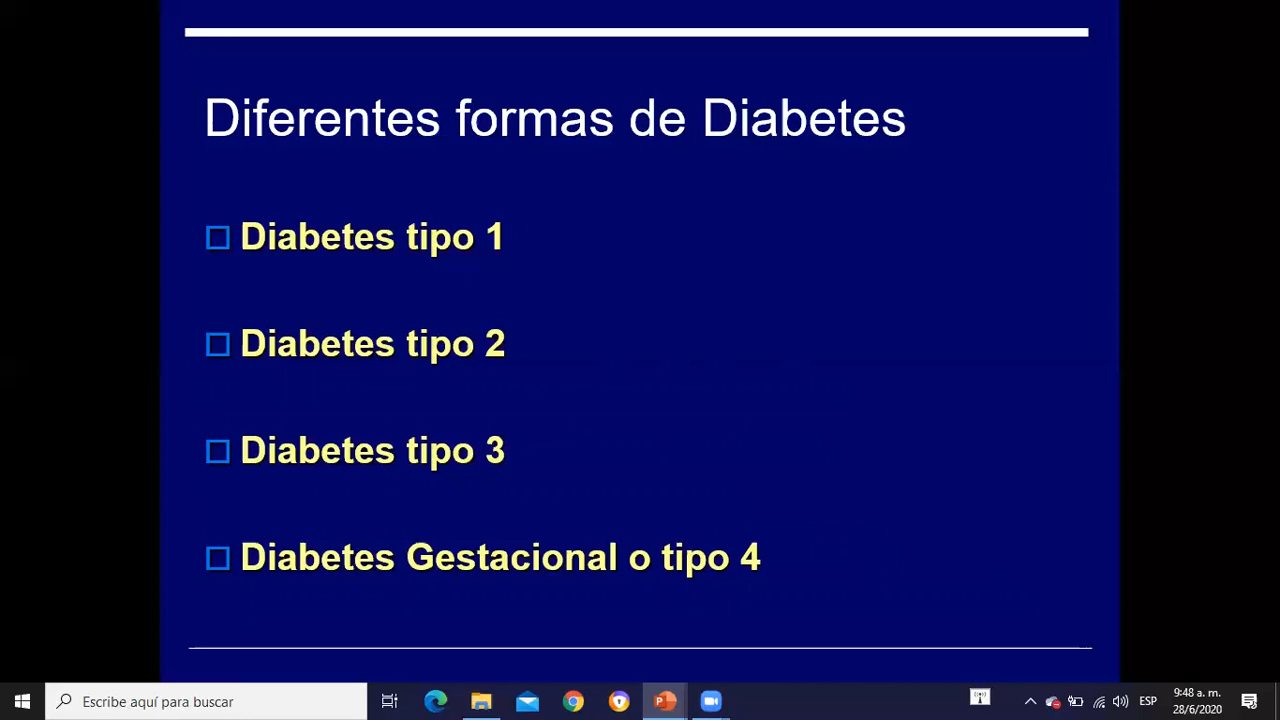 Diferentes formas de Diabetes
Diabetes tipo 1
Diabetes tipo 2
Diabetes tipo 3
Diabetes Gestacional o tipo 4
Escribe aquí para buscar
ESP
9:48 a. m.
28/6/2020